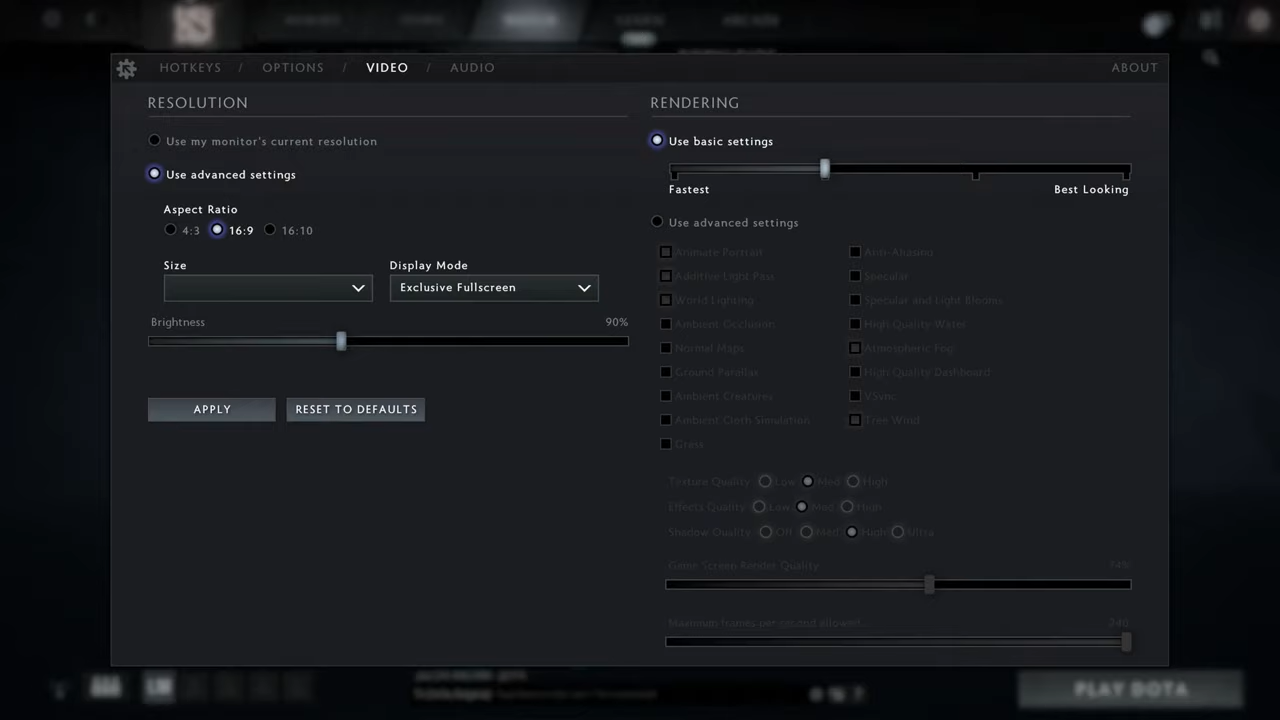 HOTKEYS / OPTIONS / VIDEO / AUDIO
ABOUT
RESOLUTION
Use my monitor's current resolution
Use advanced settings
Aspect Ratio
4:3 16:9 16:10
Size
Display Mode
Exclusive Fullscreen
Brightness
90%
APPLY
RESET TO DEFAULTS
RENDERING
Use basic settings
Fastest
Best Looking
Use advanced settings
Animate Portrait
Additive Light Pass
World Lighting
Ambient Occlusion
Normal Maps
Ground Parallax
Ambient Creatures
Ambient Cloth Simulation
Grass
Anti-Aliasing
Specular
Specular and Light Blooms
High Quality Water
Atmospheric Fog
High Quality Dashboard
VSync
Tree Wind
Texture Quality Low Med High
Effects Quality Low Med High
Shadow Quality Off Med High Ultra
Game Screen Render Quality
74%
Maximum frames per second allowed...
240
PLAY DOTA